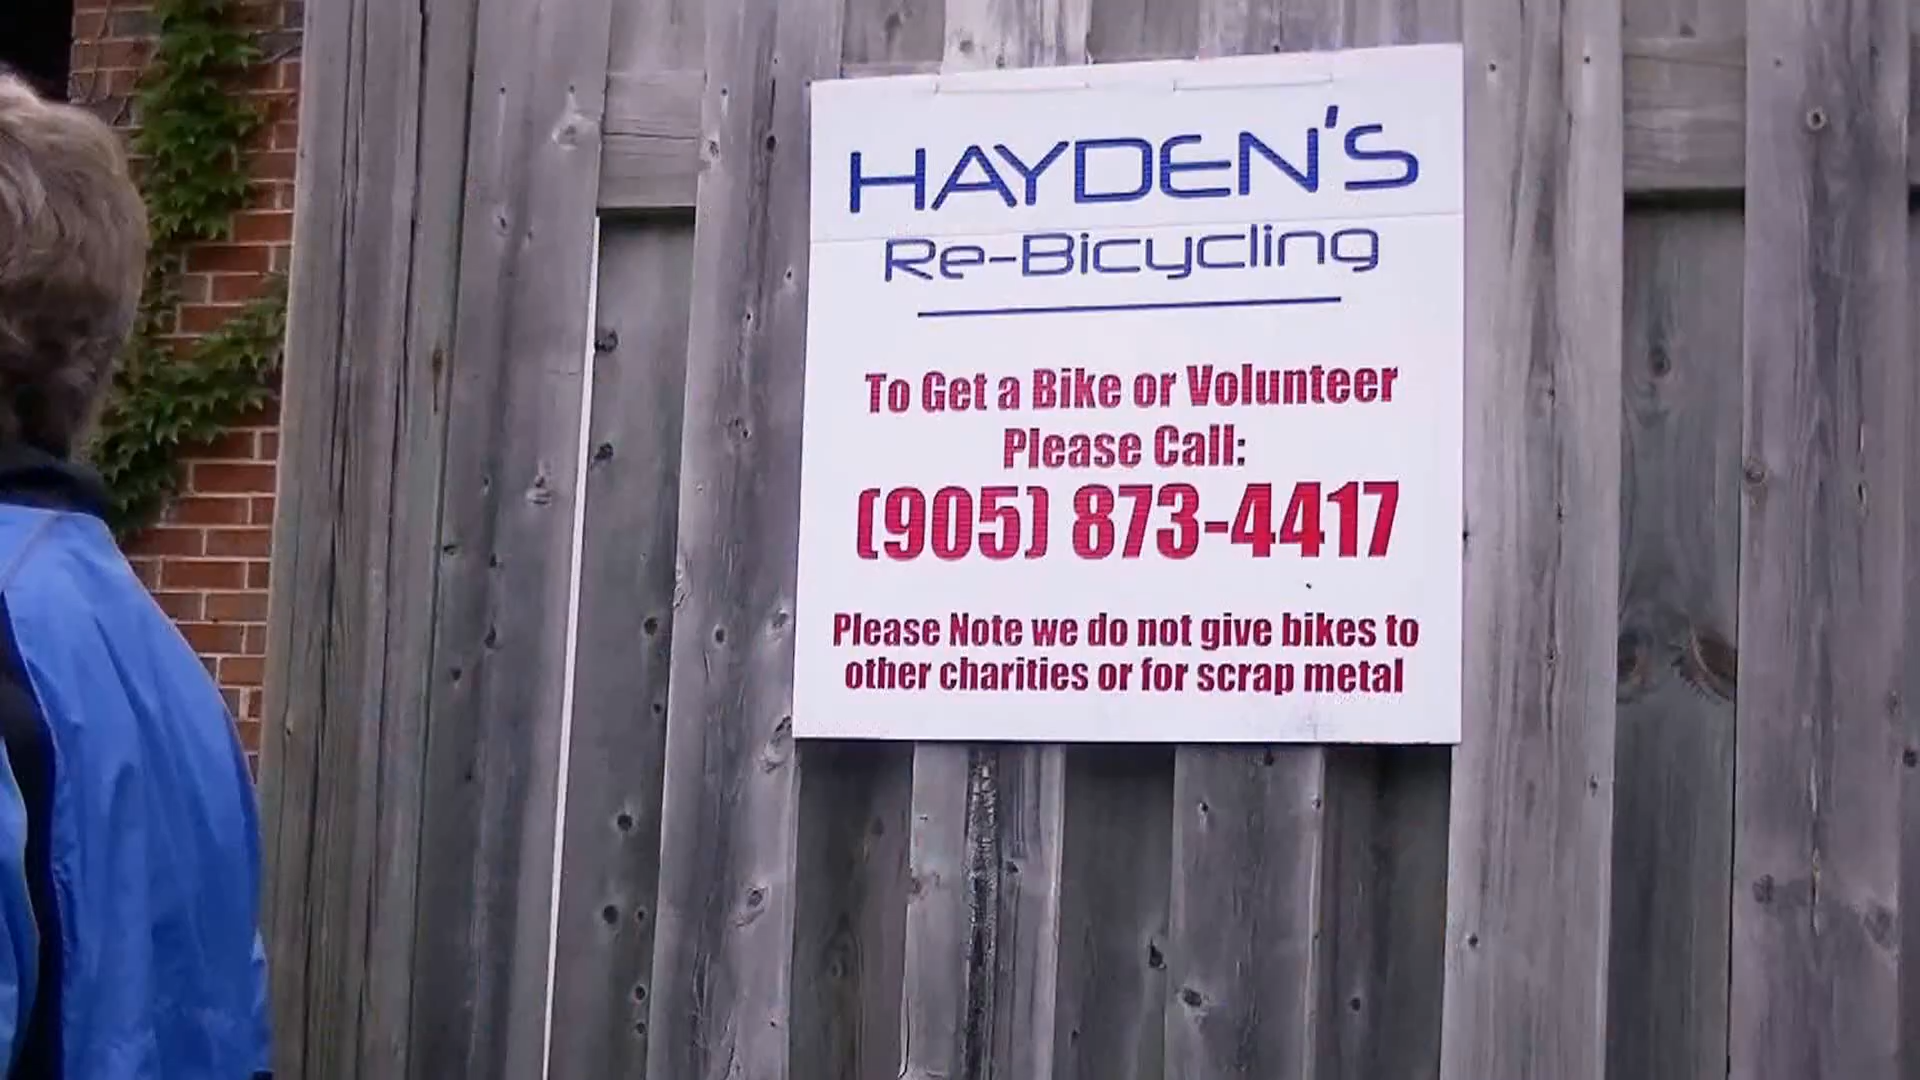 HAYDEN'S
Re-Bicycling
To Get a Bike or Volunteer
Please Call:
(905) 873-4417
Please Note we do not give bikes to
other charities or for scrap metal